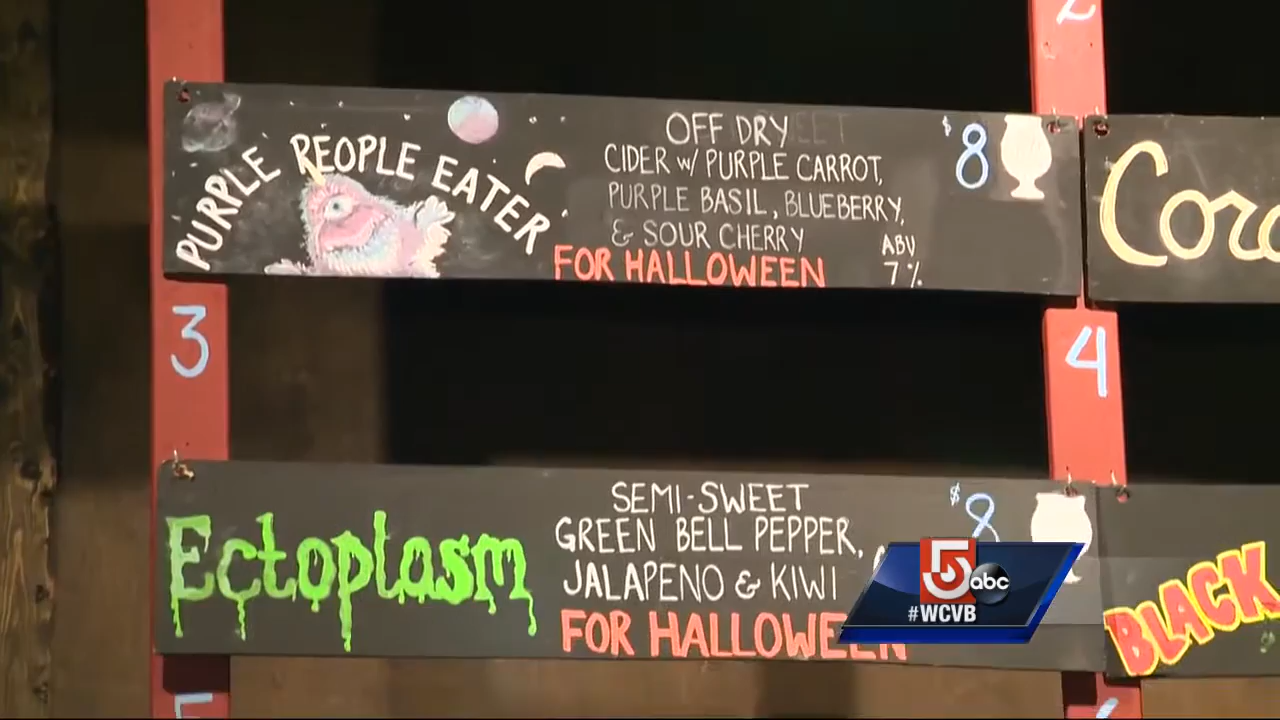 2
PURPLE PEOPLE EATER
OFF DRY
CIDER w/ PURPLE CARROT,
PURPLE BASIL, BLUEBERRY,
& SOUR CHERRY
FOR HALLOWEEN
ABV
7%
$8
3
4
Ectoplasm
SEMI-SWEET
GREEN BELL PEPPER,
JALAPENO & KIWI
FOR HALLOWEEN
$8
BLACK
5 abc
#WCVB
5